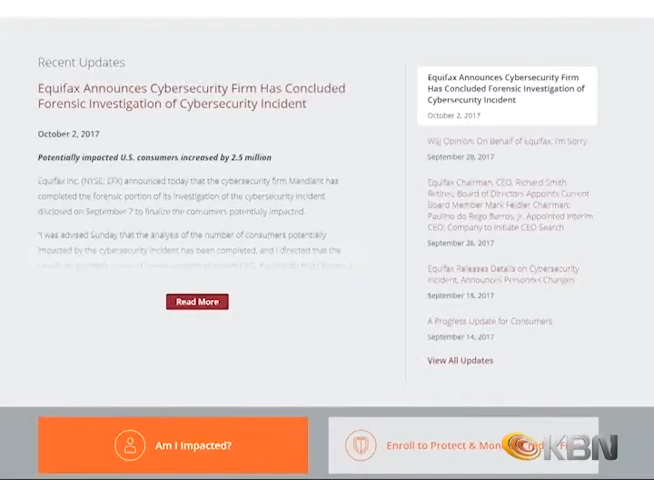 Recent Updates
Equifax Announces Cybersecurity Firm Has Concluded
Forensic Investigation of Cybersecurity Incident
October 2, 2017
Potentially impacted U.S. consumers increased by 2.5 million
Equifax Inc. (NYSE: EFX) announced today that the cybersecurity firm Mandiant has
completed the forensic portion of its investigation of the cybersecurity incident
disclosed on September 7 to finalize the consumers potentially impacted.
"I was advised Sunday that the analysis of the number of consumers potentially
impacted by the cybersecurity incident has been completed, and I directed that the
Read More
Equifax Announces Cybersecurity Firm
Has Concluded Forensic Investigation of
Cybersecurity Incident
October 2, 2017
WSJ Opinion: On Behalf of Equifax, I'm Sorry
September 28, 2017
Equifax Chairman, CEO, Richard Smith
Retires; Board of Directors Appoints Current
Board Member Mark Feidler Chairman;
Paulino do Rego Barros, Jr. Appointed Interim
CEO; Company to Initiate CEO Search
September 26, 2017
Equifax Releases Details on Cybersecurity
Incident, Announces Personnel Changes
September 15, 2017
A Progress Update for Consumers
September 14, 2017
View All Updates
Am I Impacted?
Enroll to Protect &
KBN